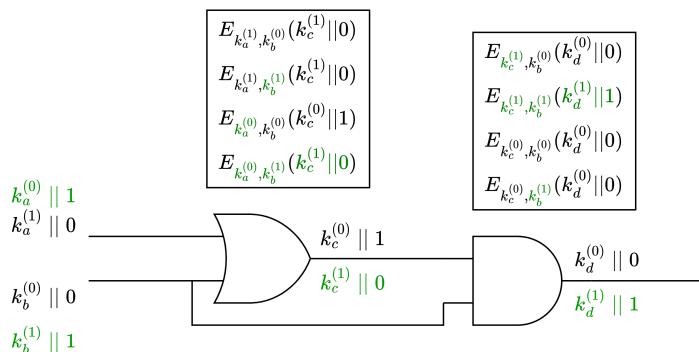 E_{k_a^{(1)},k_b^{(0)}}(k_c^{(1)}||0)
E_{k_a^{(1)},k_b^{(1)}}(k_c^{(1)}||0)
E_{k_a^{(0)},k_b^{(0)}}(k_c^{(0)}||1)
E_{k_a^{(0)},k_b^{(1)}}(k_c^{(1)}||0)
E_{k_c^{(1)},k_b^{(0)}}(k_d^{(0)}||0)
E_{k_c^{(1)},k_b^{(1)}}(k_d^{(1)}||1)
E_{k_c^{(0)},k_b^{(0)}}(k_d^{(0)}||0)
E_{k_c^{(0)},k_b^{(1)}}(k_d^{(0)}||0)
k_a^{(0)} || 1
k_a^{(1)} || 0
k_b^{(0)} || 0
k_b^{(1)} || 1
k_c^{(0)} || 1
k_c^{(1)} || 0
k_d^{(0)} || 0
k_d^{(1)} || 1